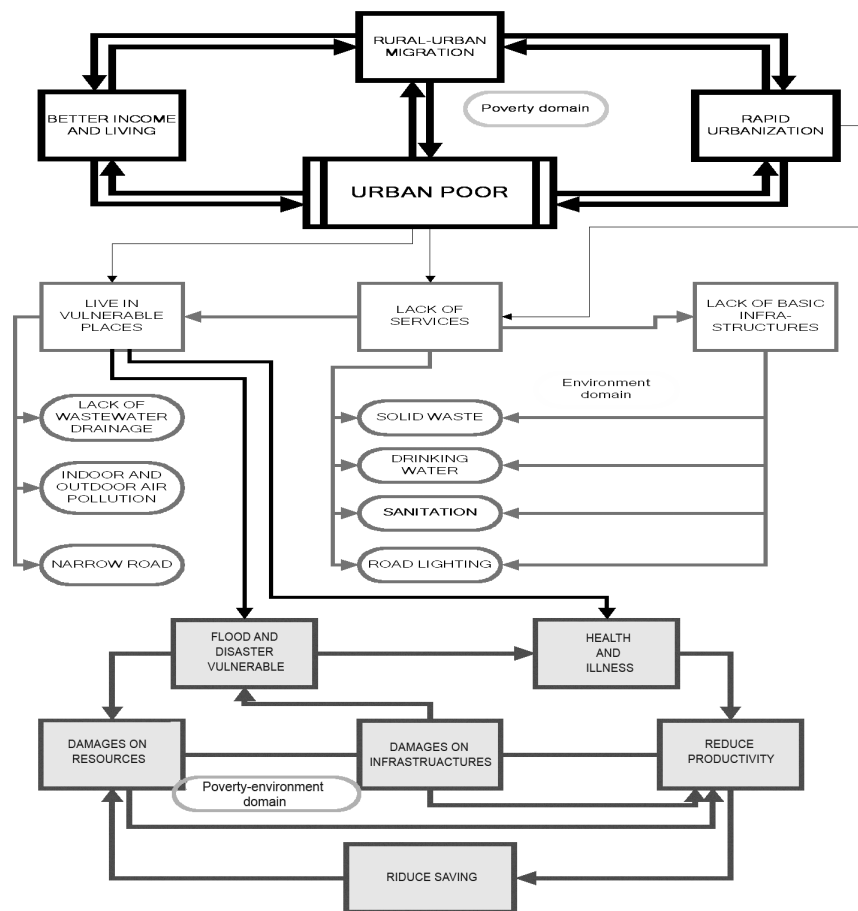 RURAL-URBAN
MIGRATION
Poverty domain
BETTER INCOME
AND LIVING
RAPID
URBANIZATION
URBAN POOR
LIVE IN
VULNERABLE
PLACES
LACK OF
SERVICES
LACK OF BASIC
INFRA-
STRUCTURES
Environment
domain
LACK OF
WASTEWATER
DRAINAGE
SOLID WASTE
INDOOR AND
OUTDOOR AIR
POLLUTION
DRINKING
WATER
SANITATION
NARROW ROAD
ROAD LIGHTING
FLOOD AND
DISASTER
VULNERABLE
HEALTH
AND
ILLNESS
DAMAGES ON
RESOURCES
DAMAGES ON
INFRASTRUACTURES
REDUCE
PRODUCTIVITY
Poverty-environment
domain
RIDUCE SAVING